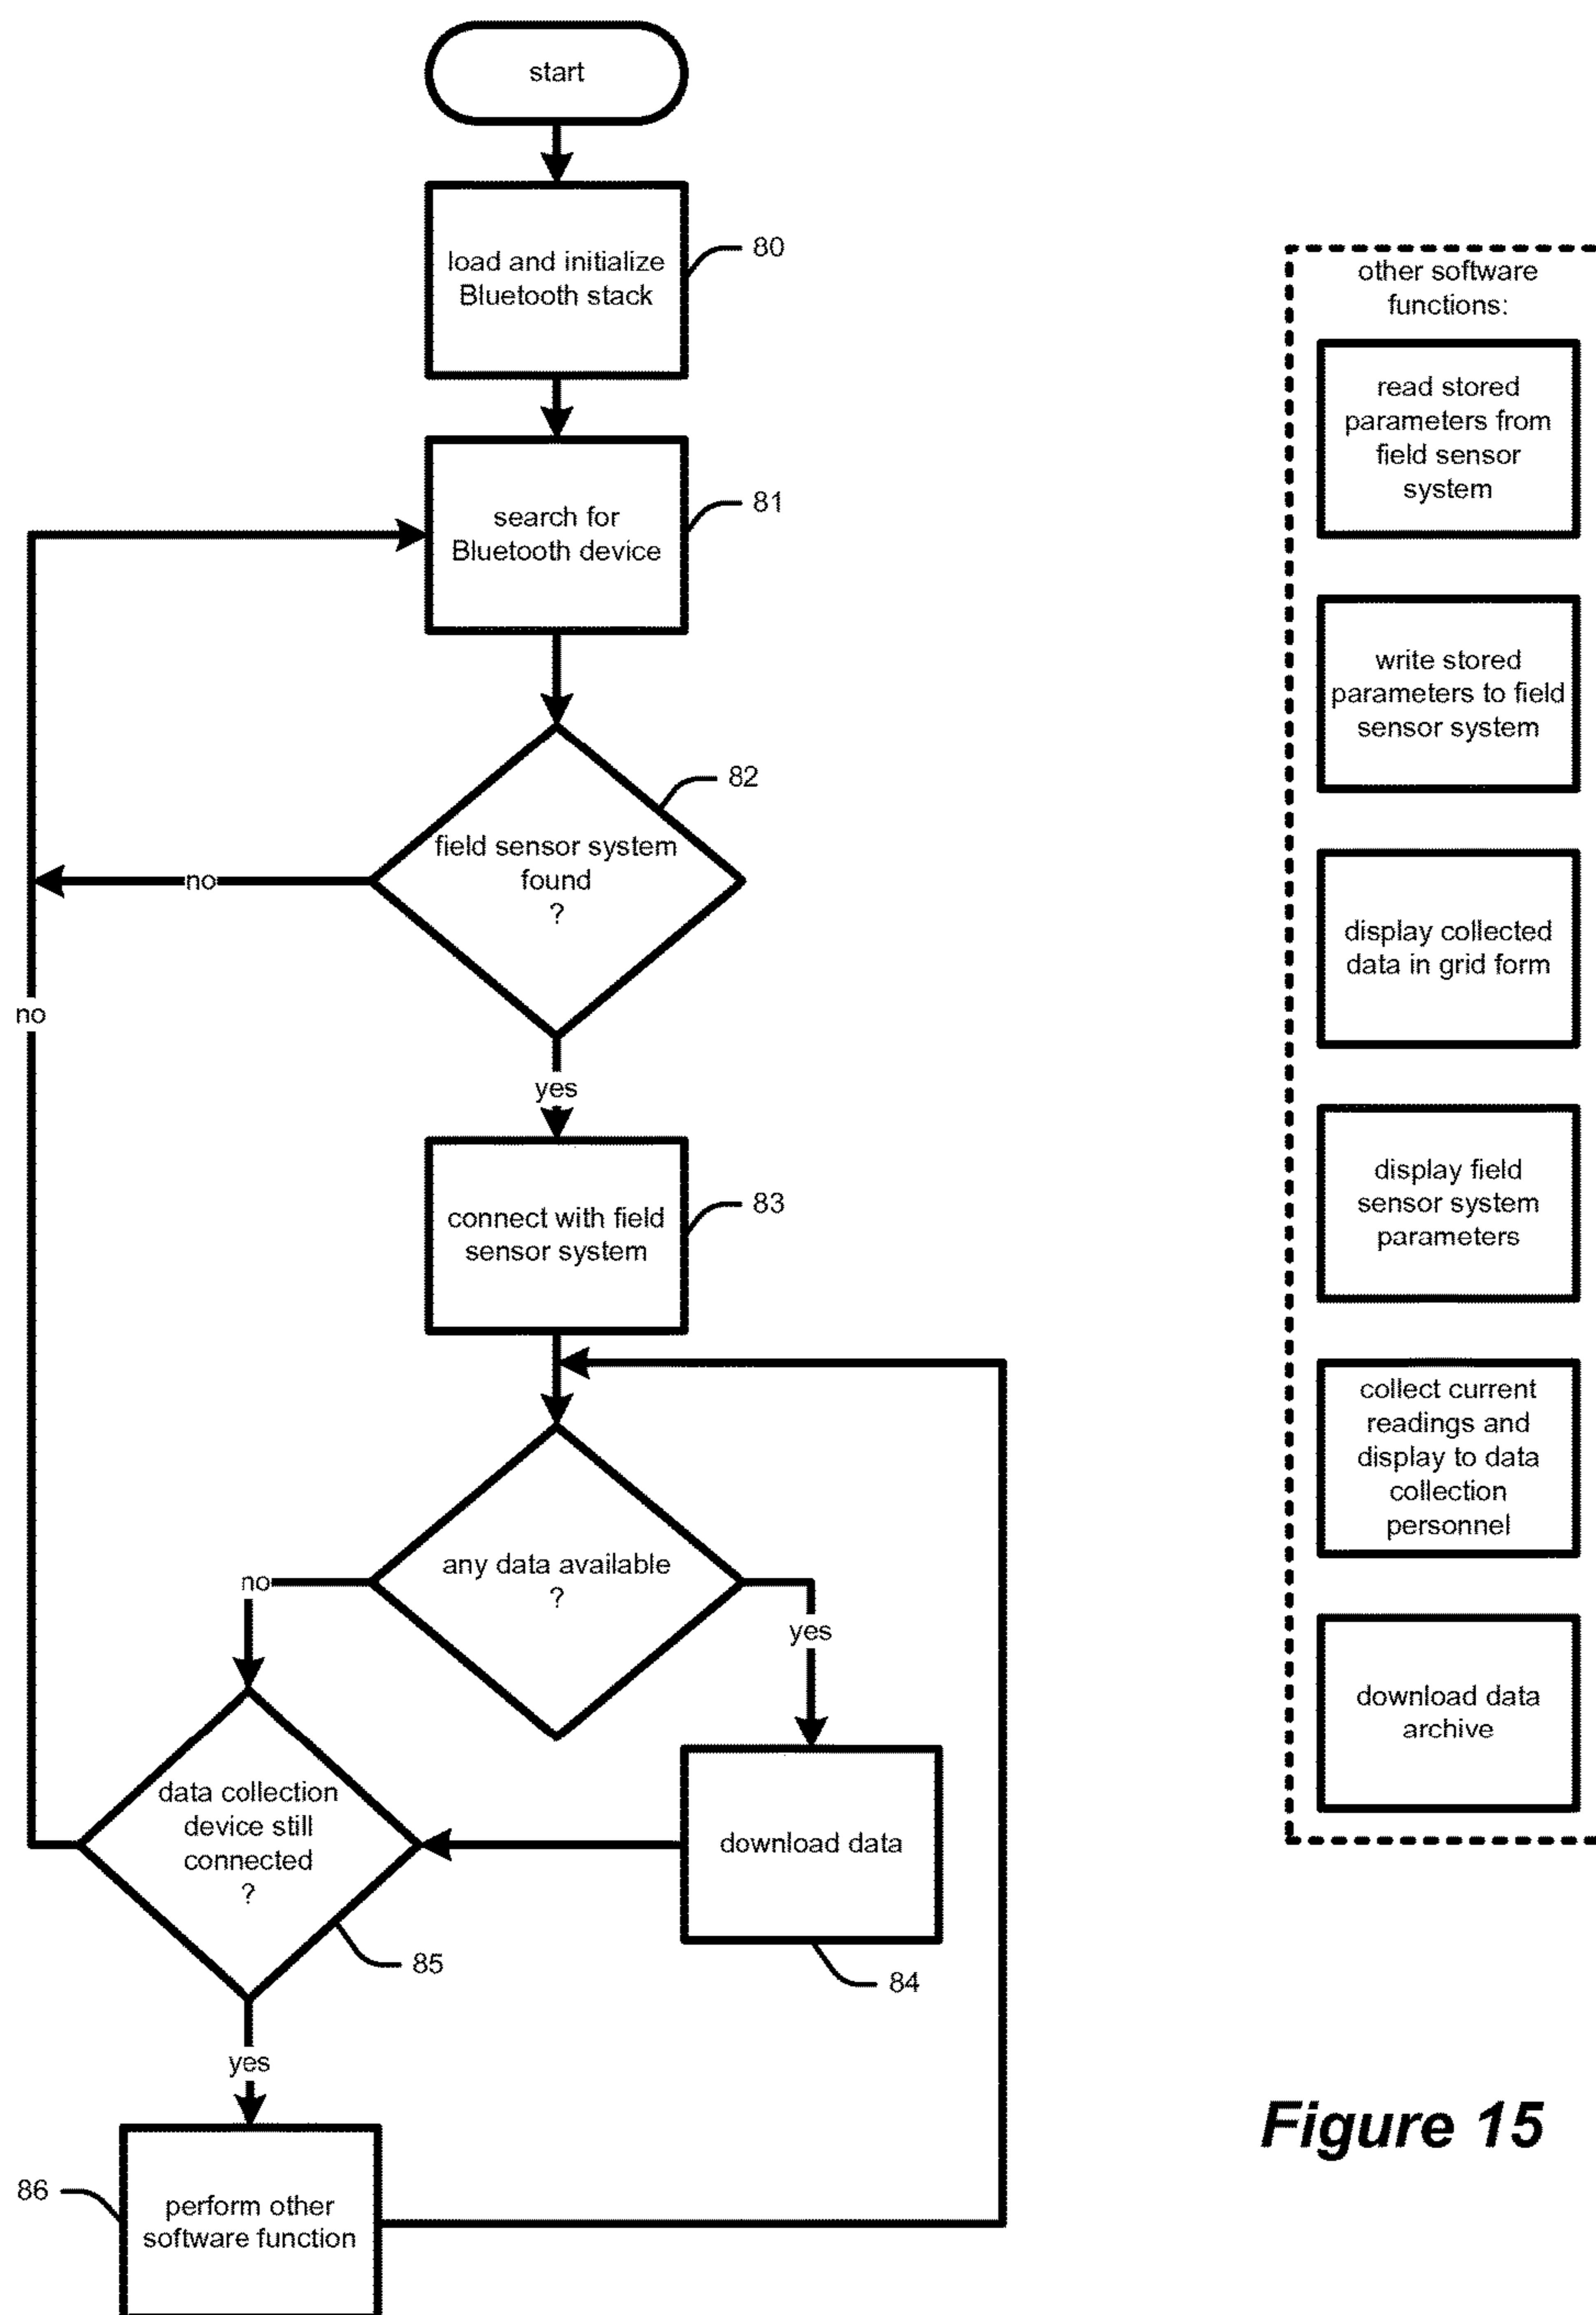 start
load and initialize
Bluetooth stack
80
search for
Bluetooth device
81
82
field sensor system
found
?
no
no
yes
connect with field
sensor system
83
any data available
?
no
yes
data collection
device still
connected
?
download data
85
84
yes
86
perform other
software function
other software
functions:
read stored
parameters from
field sensor
system
write stored
parameters to field
sensor system
display collected
data in grid form
display field
sensor system
parameters
collect current
readings and
display to data
collection
personnel
download data
archive
Figure 15